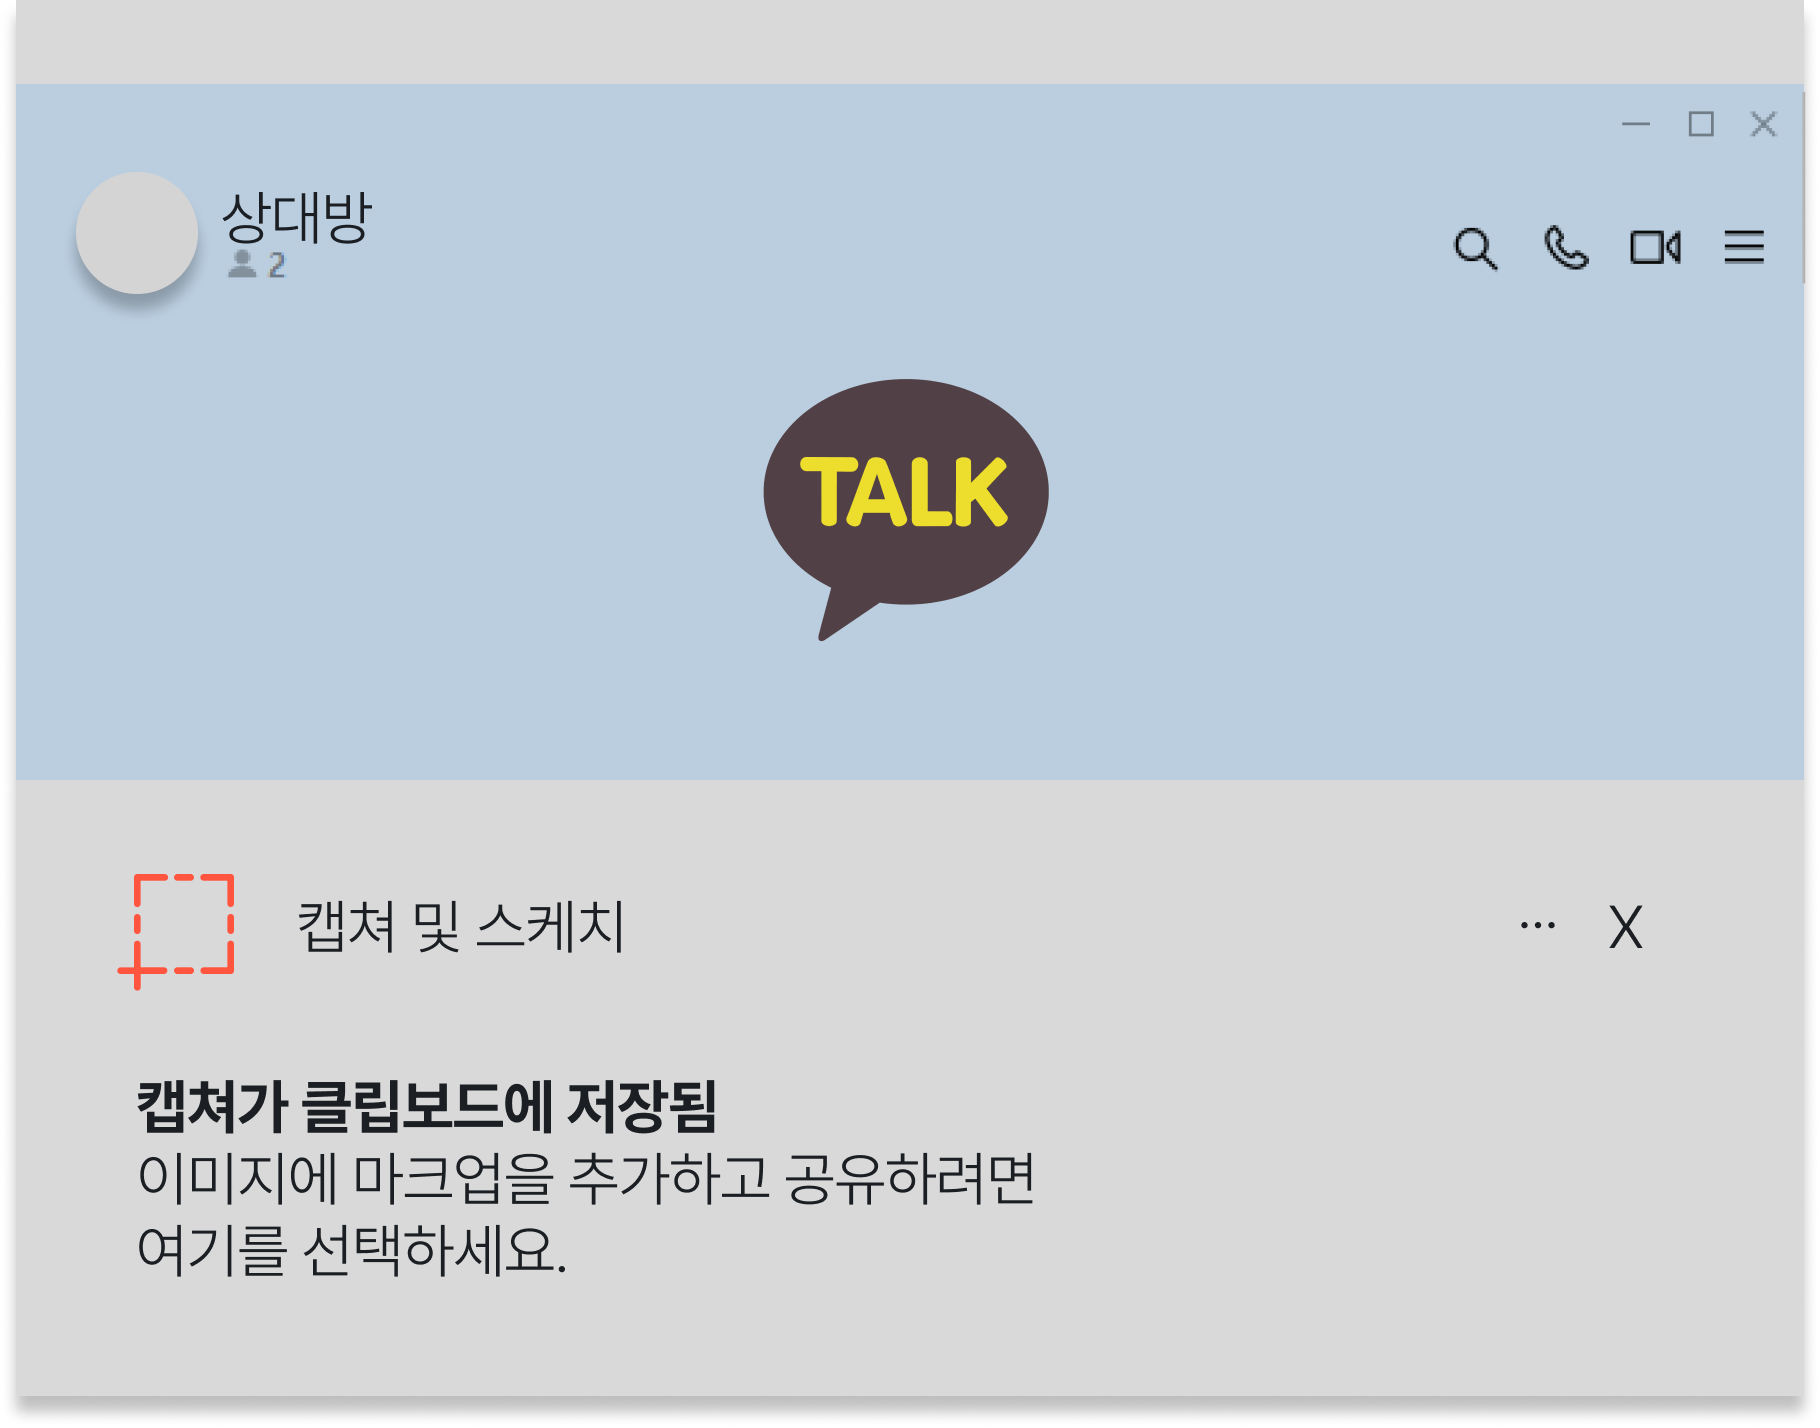 상대방
2
TALK
캡쳐 및 스케치
... X
캡쳐가 클립보드에 저장됨
이미지에 마크업을 추가하고 공유하려면
여기를 선택하세요.